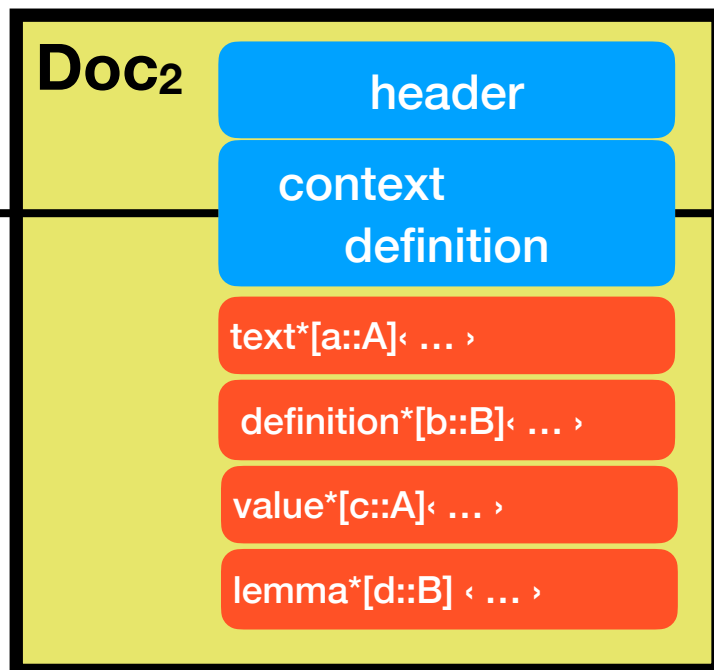 Doc₂
header
context
definition
text*[a::A]‹ … ›
definition*[b::B]‹ … ›
value*[c::A]‹ … ›
lemma*[d::B] ‹ … ›